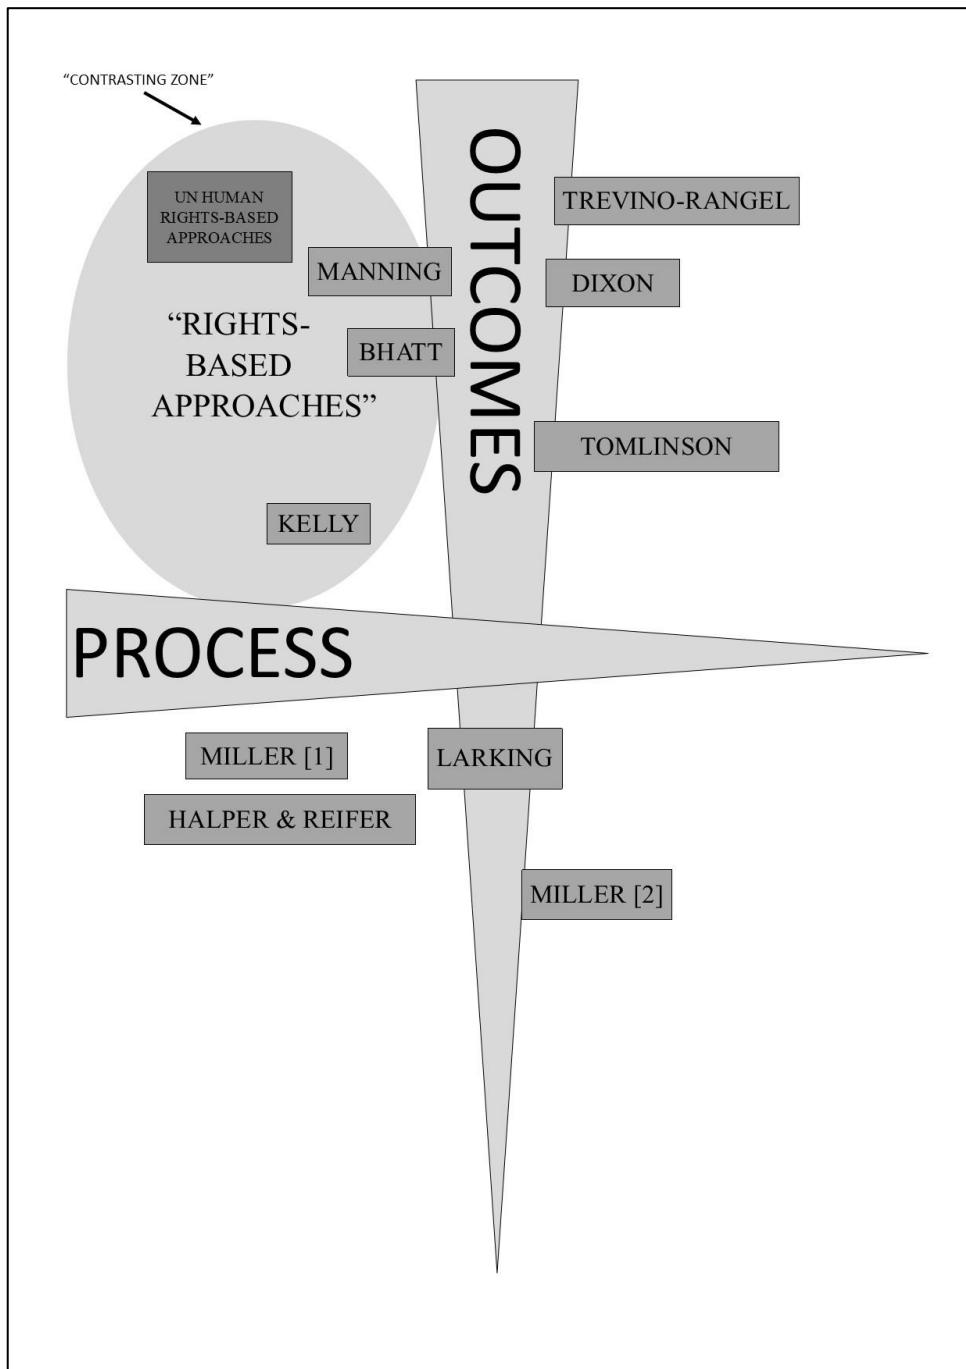 “CONTRASTING ZONE”
OUTCOMES
UN HUMAN
RIGHTS-BASED
APPROACHES
TREVINO-RANGEL
MANNING
DIXON
“RIGHTS-
BASED
APPROACHES”
BHATT
TOMLINSON
KELLY
PROCESS
MILLER [1]
LARKING
HALPER & REIFER
MILLER [2]